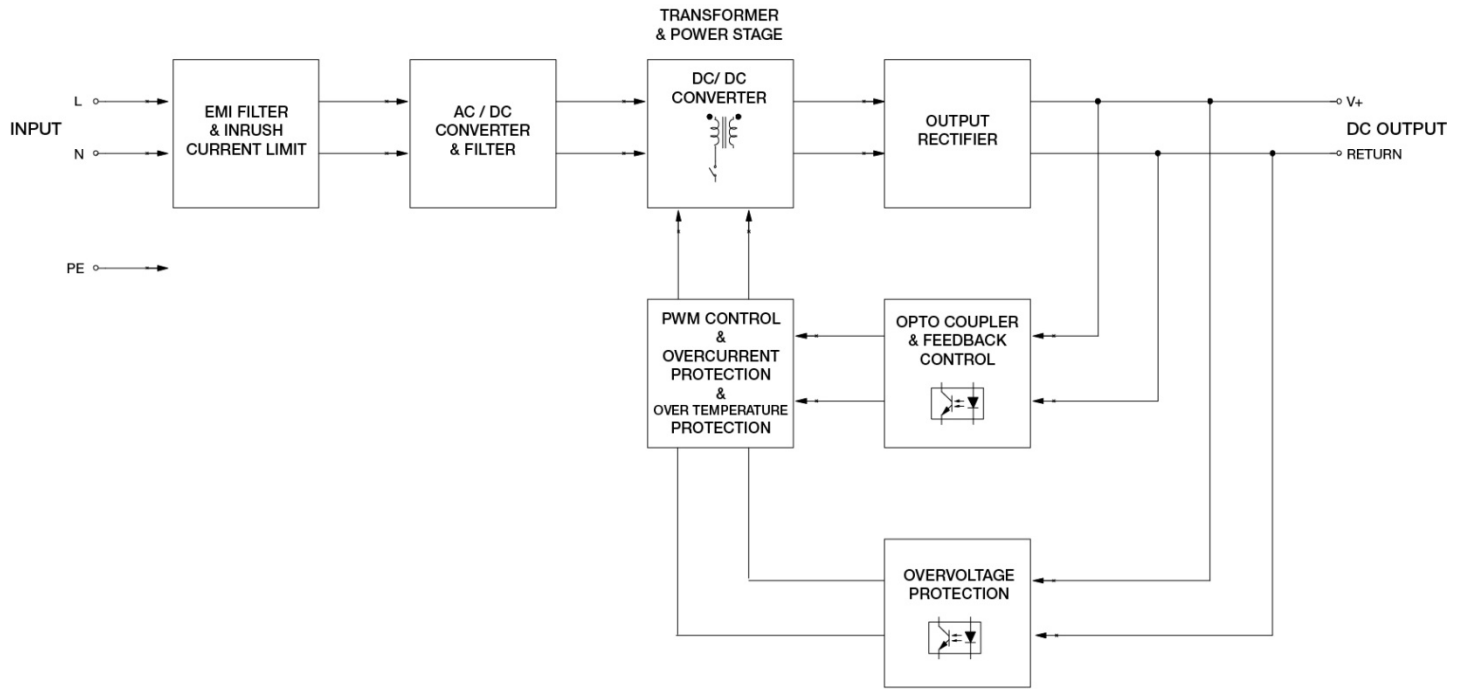 TRANSFORMER
& POWER STAGE
INPUT
L
N
PE
EMI FILTER
& INRUSH
CURRENT LIMIT
AC / DC
CONVERTER
& FILTER
DC/ DC
CONVERTER
OUTPUT
RECTIFIER
V+
DC OUTPUT
RETURN
PWM CONTROL
&
OVERCURRENT
PROTECTION
&
OVER TEMPERATURE
PROTECTION
OPTO COUPLER
& FEEDBACK
CONTROL
OVERVOLTAGE
PROTECTION